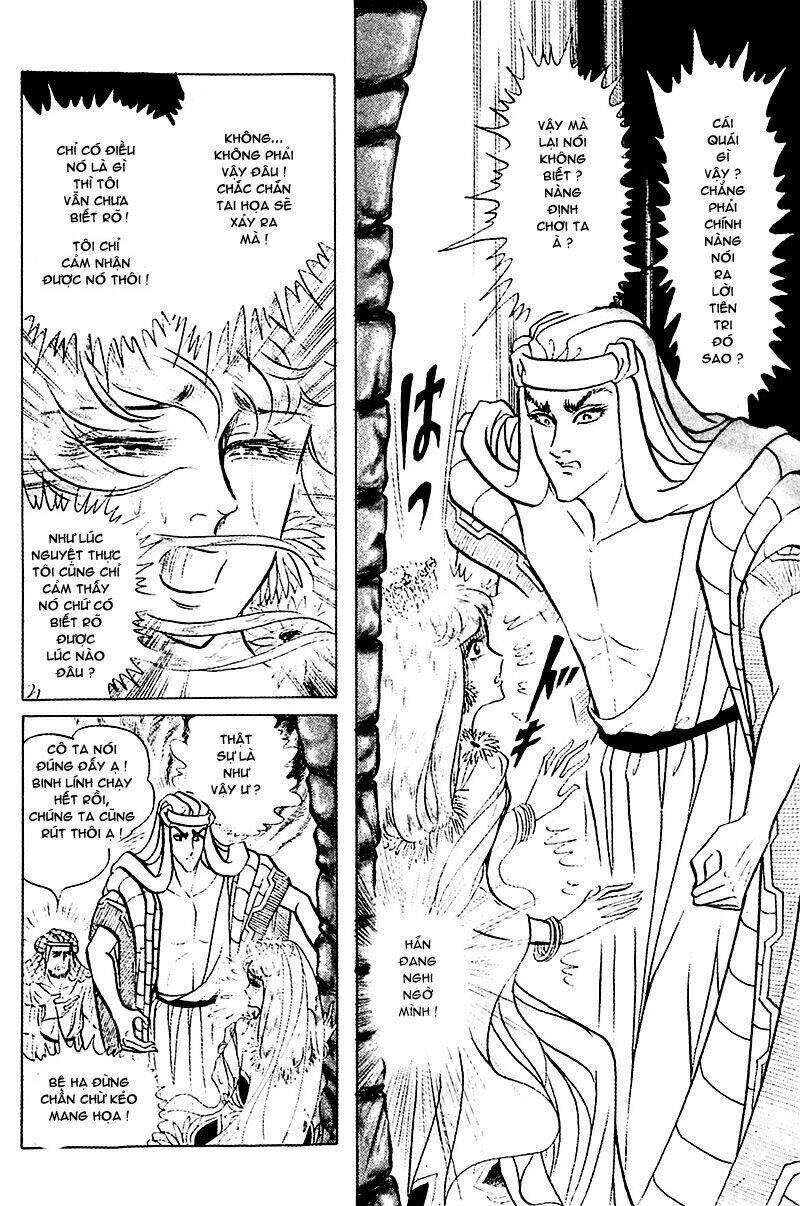 CÁI
QUÁI
GÌ
VẬY ?
CHẲNG
PHẢI
CHÍNH
NÀNG
NÓI
RA
LỜI
TIÊN
TRI
ĐÓ
SAO ?
VẬY MÀ
LẠI NÓI
KHÔNG
BIẾT ?
NÀNG
ĐỊNH
CHƠI TA
À ?
はっ
ドキッ
HẮN
ĐANG
NGHI
NGỜ
MÌNH !
KHÔNG...
KHÔNG PHẢI
VẬY ĐÂU !
CHẮC CHẮN
TAI HỌA SẼ
XẢY RA
MÀ !
CHỈ CÓ ĐIỀU
NÓ LÀ GÌ
THÌ TÔI
VẪN CHƯA
BIẾT RÕ !
TÔI CHỈ
CẢM NHẬN
ĐƯỢC NÓ THÔI !
NHƯ LÚC
NGUYỆT THỰC
TÔI CŨNG CHỈ
CẢM THẤY
NÓ CHỨ CÓ
BIẾT RÕ
ĐƯỢC
LÚC NÀO
ĐÂU ?
THẬT
SỰ LÀ
NHƯ
VẬY Ư ?
CÔ TA NÓI
ĐÚNG ĐẤY Ạ !
BINH LÍNH CHẠY
HẾT RỒI,
CHÚNG TA CŨNG
RÚT THÔI Ạ !
BỆ HẠ ĐỪNG
CHẦN CHỪ KẺO
MANG HỌA !